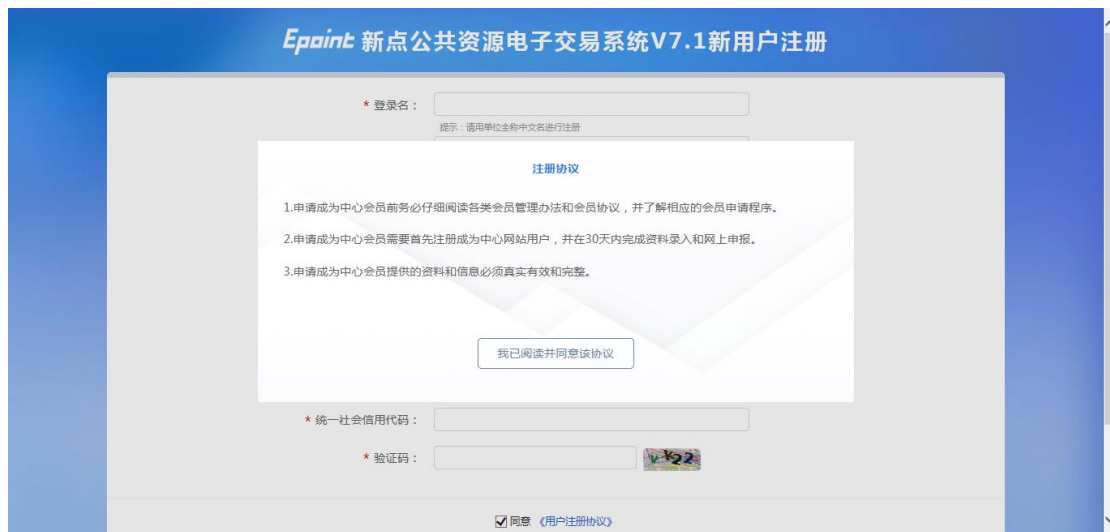 Epoint 新点公共资源电子交易系统V7.1新用户注册
* 登录名：
提示：请用单位全称中文名进行注册
注册协议
1.申请成为中心会员前务必仔细阅读各类会员管理办法和会员协议，并了解相应的会员申请程序。
2.申请成为中心会员需要首先注册成为中心网站用户，并在30天内完成资料录入和网上申报。
3.申请成为中心会员提供的资料和信息必须真实有效和完整。
我已阅读并同意该协议
* 统一社会信用代码：
* 验证码：
同意 《用户注册协议》